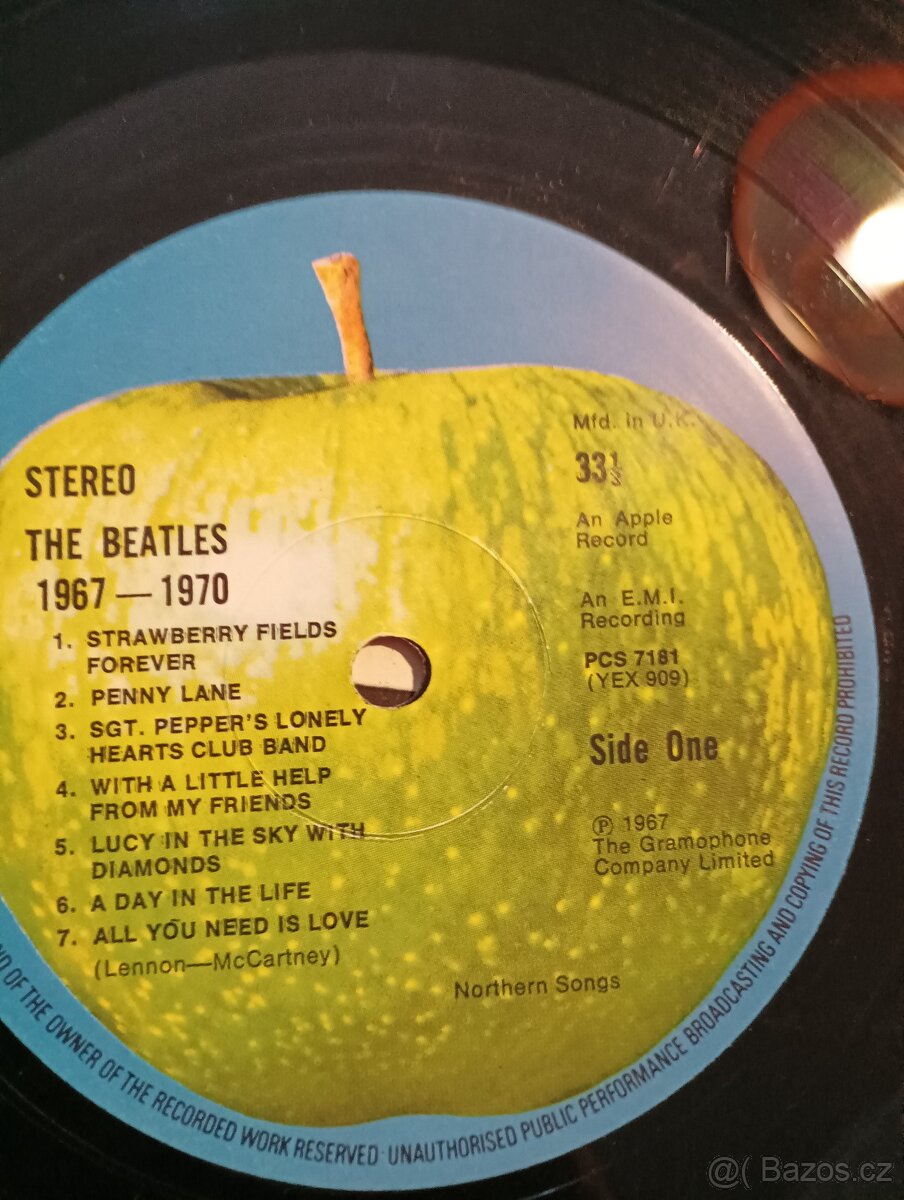 Mfd. in U.K.
STEREO
33⅓
An Apple
Record
THE BEATLES
1967 — 1970
An E.M.I.
Recording
1. STRAWBERRY FIELDS
FOREVER
PCS 7181
(YEX 909)
2. PENNY LANE
3. SGT. PEPPER'S LONELY
HEARTS CLUB BAND
Side One
4. WITH A LITTLE HELP
FROM MY FRIENDS
5. LUCY IN THE SKY WITH
DIAMONDS
℗ 1967
The Gramophone
Company Limited
6. A DAY IN THE LIFE
7. ALL YOU NEED IS LOVE
(Lennon—McCartney)
Northern Songs
OF THE OWNER OF THE RECORDED WORK RESERVED · UNAUTHORISED PUBLIC PERFORMANCE BROADCASTING AND COPYING OF THIS RECORD PROHIBITED
@( Bazos.cz